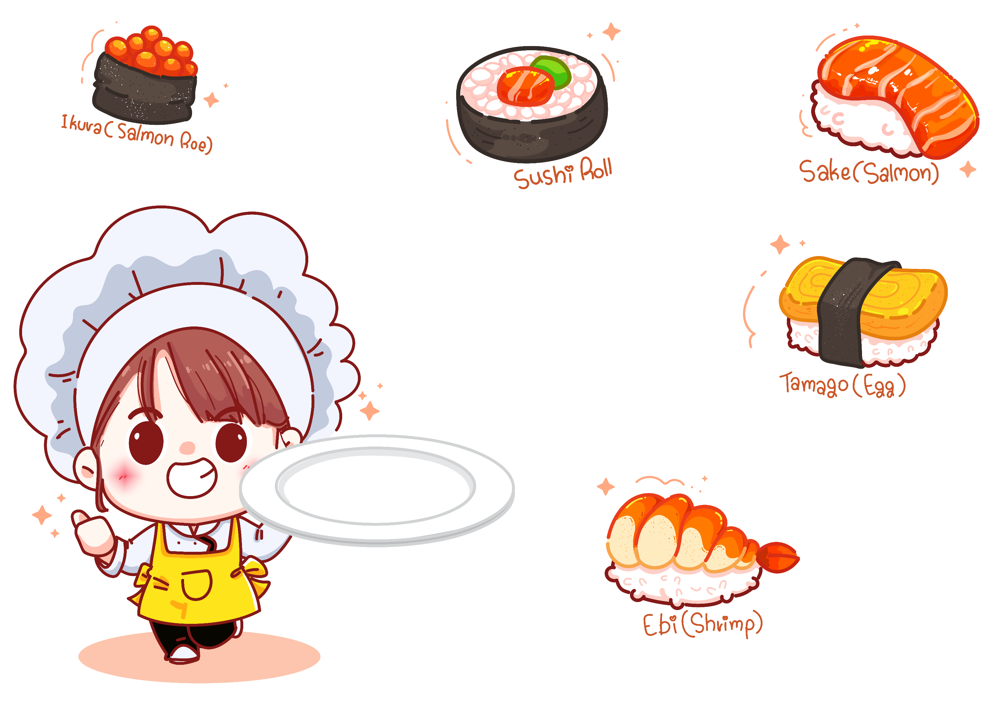 Ikura (Salmon Roe)
Sushi Roll
Sake (Salmon)
Tamago (Egg)
Ebi (Shrimp)